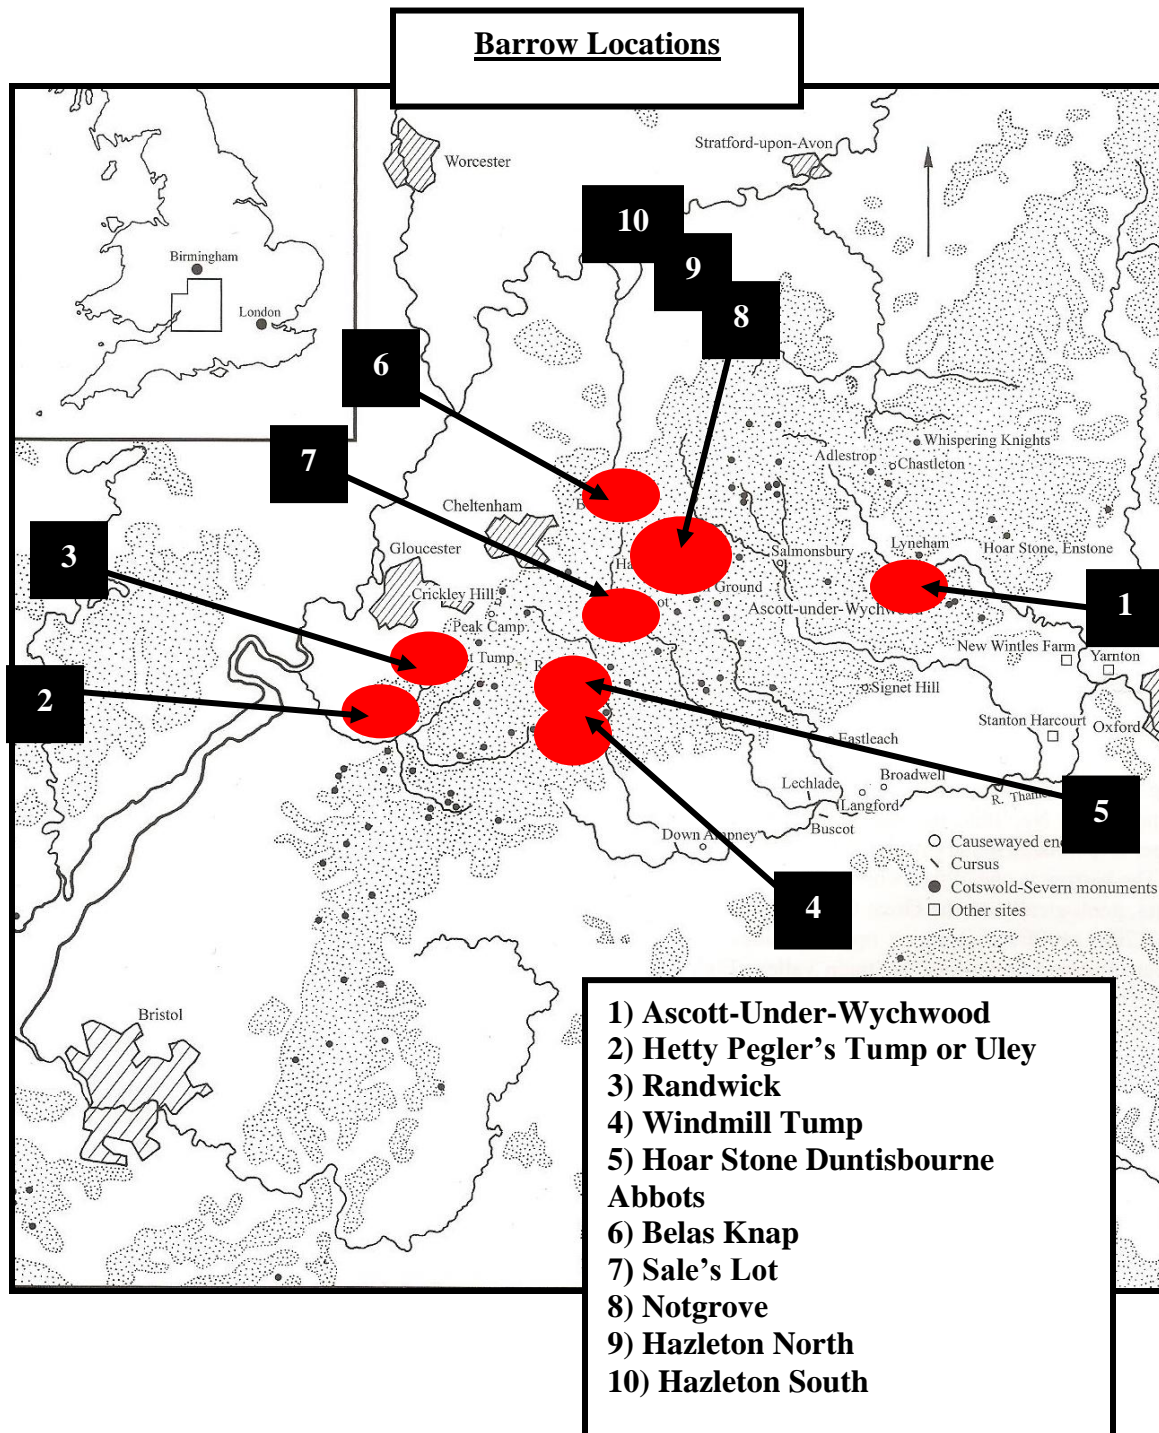 Barrow Locations
Worcester
Stratford-upon-Avon
Birmingham
London
10
9
8
6
7
Whispering Knights
Adlestrop
Chastleton
Cheltenham
3
Gloucester
Salmonsbury
Lyneham
Hoar Stone, Enstone
Crickley Hill
Ground
Ascott-under-Wychwood
1
Peak Camp
Tump
New Wintles Farm
Yarnton
2
Signet Hill
Stanton Harcourt
Oxford
Eastleach
Lechlade
Broadwell
Langford
R.
Buscot
5
Down Ampney
Causewayed
Cursus
Cotswold-Severn monuments
Other sites
4
Bristol
1) Ascott-Under-Wychwood
2) Hetty Pegler's Tump or Uley
3) Randwick
4) Windmill Tump
5) Hoar Stone Duntisbourne
Abbots
6) Belas Knap
7) Sale's Lot
8) Notgrove
9) Hazleton North
10) Hazleton South